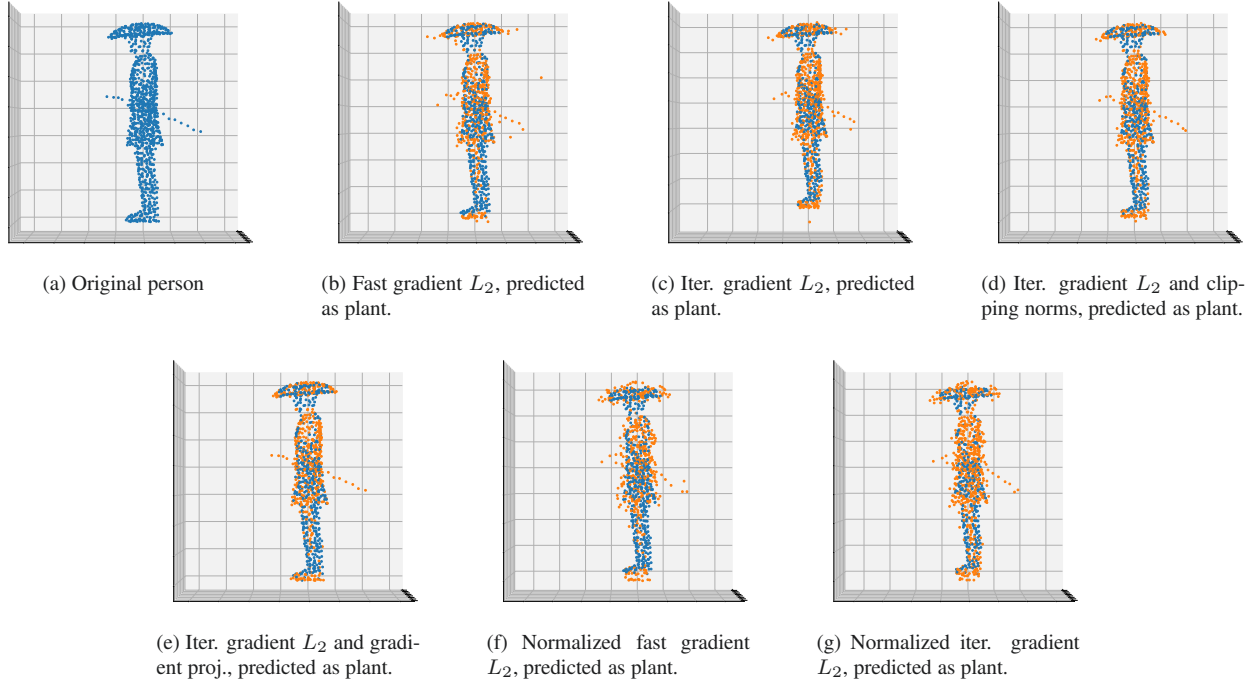 (a) Original person
(b) Fast gradient L₂, predicted
as plant.
(c) Iter. gradient L₂, predicted
as plant.
(d) Iter. gradient L₂ and clip-
ping norms, predicted as plant.
(e) Iter. gradient L₂ and gradi-
ent proj., predicted as plant.
(f) Normalized fast gradient
L₂, predicted as plant.
(g) Normalized iter. gradient
L₂, predicted as plant.